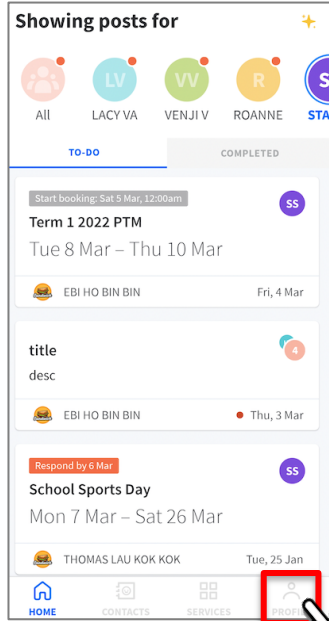 Showing posts for
LV
VV
R
S
All
LACY VA
VENJI V
ROANNE
STA
TO-DO
COMPLETED
Start booking: Sat 5 Mar, 12:00am
SS
Term 1 2022 PTM
Tue 8 Mar – Thu 10 Mar
EBI HO BIN BIN
Fri, 4 Mar
title
4
desc
EBI HO BIN BIN
Thu, 3 Mar
Respond by 6 Mar
SS
School Sports Day
Mon 7 Mar – Sat 26 Mar
THOMAS LAU KOK KOK
Tue, 25 Jan
HOME
CONTACTS
SERVICES
PROFILE